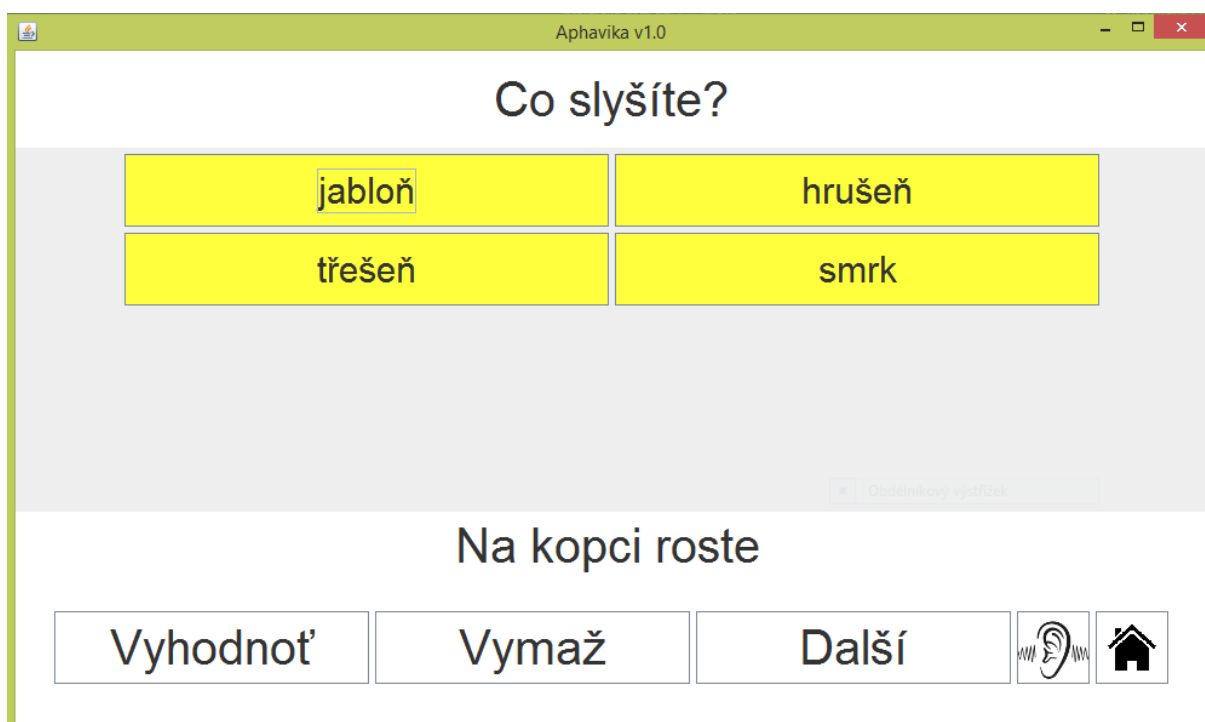 Aphavika v1.0
Co slyšíte?
jabloň hrušeň
třešeň smrk
Obdélníkový výstřižek
Na kopci roste
Vyhodnoť Vymaž Další